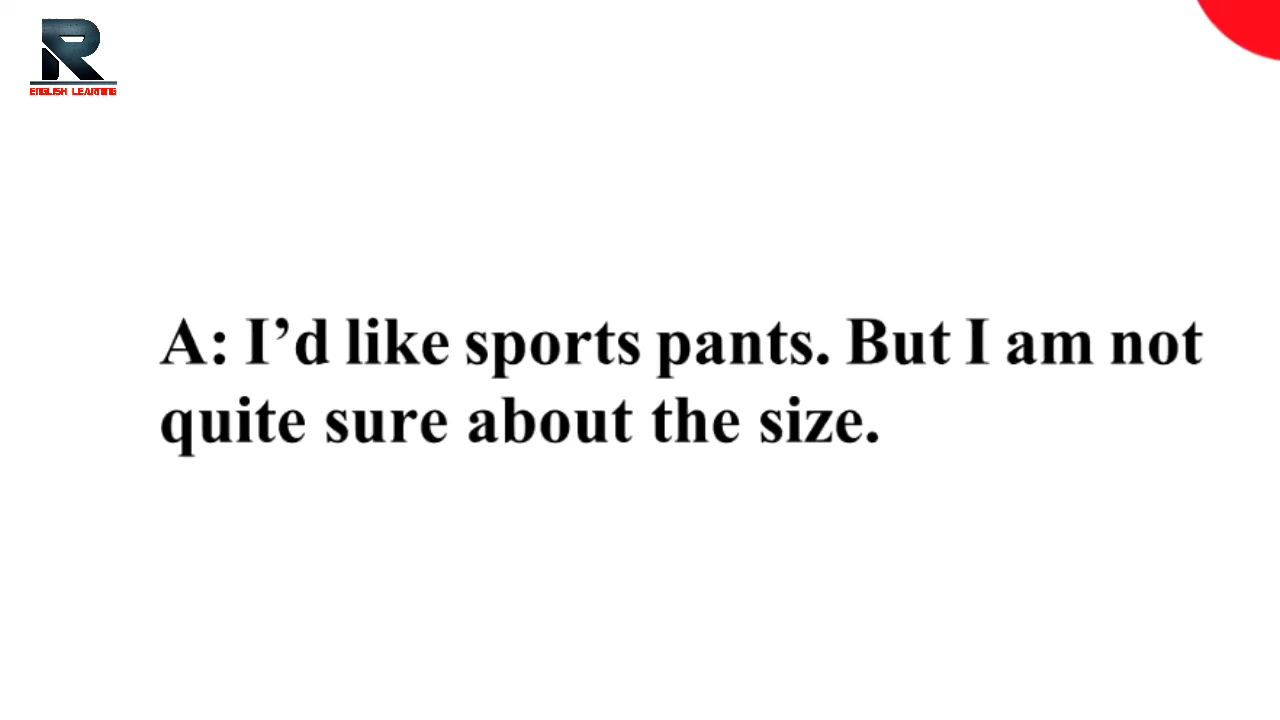 R
ENGLISH LEARNING
A: I’d like sports pants. But I am not
quite sure about the size.